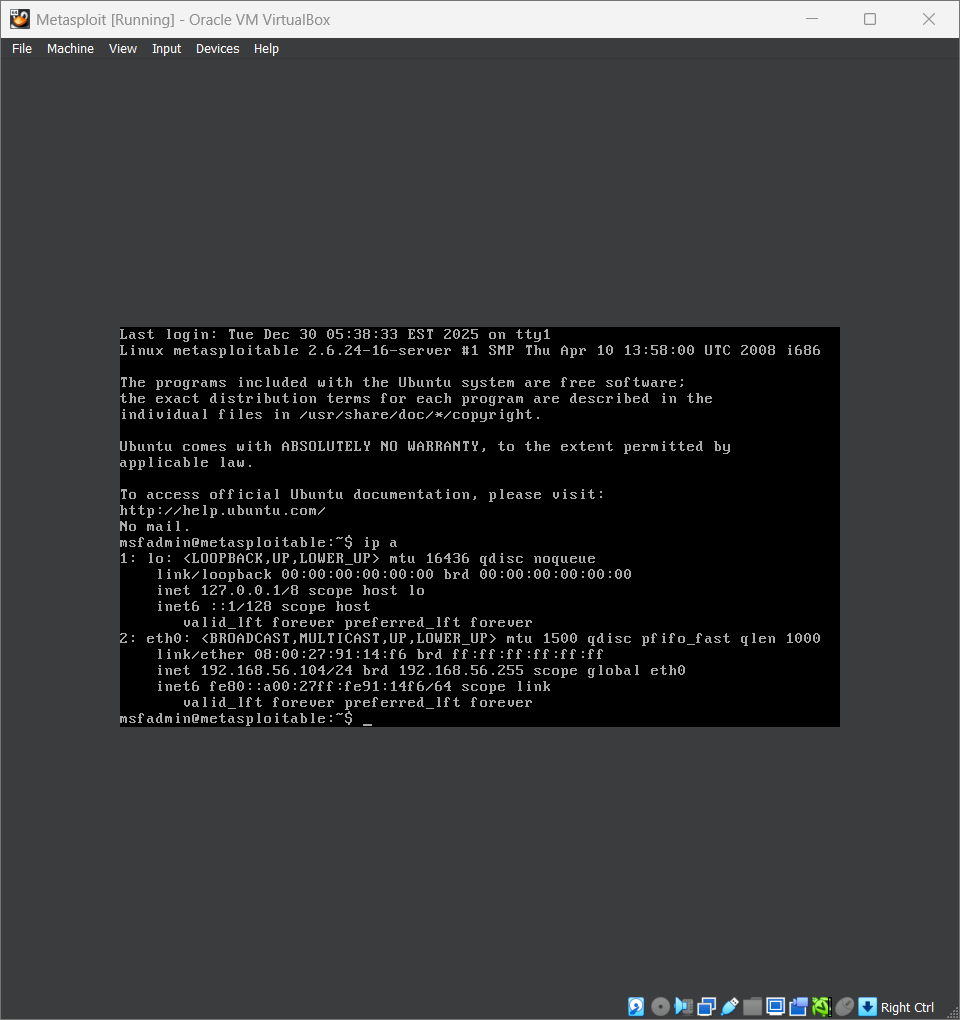 Metasploit [Running] - Oracle VM VirtualBox
File Machine View Input Devices Help
Last login: Tue Dec 30 05:38:33 EST 2025 on tty1
Linux metasploitable 2.6.24-16-server #1 SMP Thu Apr 10 13:58:00 UTC 2008 i686
The programs included with the Ubuntu system are free software;
the exact distribution terms for each program are described in the
individual files in /usr/share/doc/*/copyright.
Ubuntu comes with ABSOLUTELY NO WARRANTY, to the extent permitted by
applicable law.
To access official Ubuntu documentation, please visit:
http://help.ubuntu.com/
No mail.
msfadmin@metasploitable:~$ ip a
1: lo: <LOOPBACK,UP,LOWER_UP> mtu 16436 qdisc noqueue
    link/loopback 00:00:00:00:00:00 brd 00:00:00:00:00:00
    inet 127.0.0.1/8 scope host lo
    inet6 ::1/128 scope host
       valid_lft forever preferred_lft forever
2: eth0: <BROADCAST,MULTICAST,UP,LOWER_UP> mtu 1500 qdisc pfifo_fast qlen 1000
    link/ether 08:00:27:91:14:f6 brd ff:ff:ff:ff:ff:ff
    inet 192.168.56.104/24 brd 192.168.56.255 scope global eth0
    inet6 fe80::a00:27ff:fe91:14f6/64 scope link
       valid_lft forever preferred_lft forever
msfadmin@metasploitable:~$ _
Right Ctrl